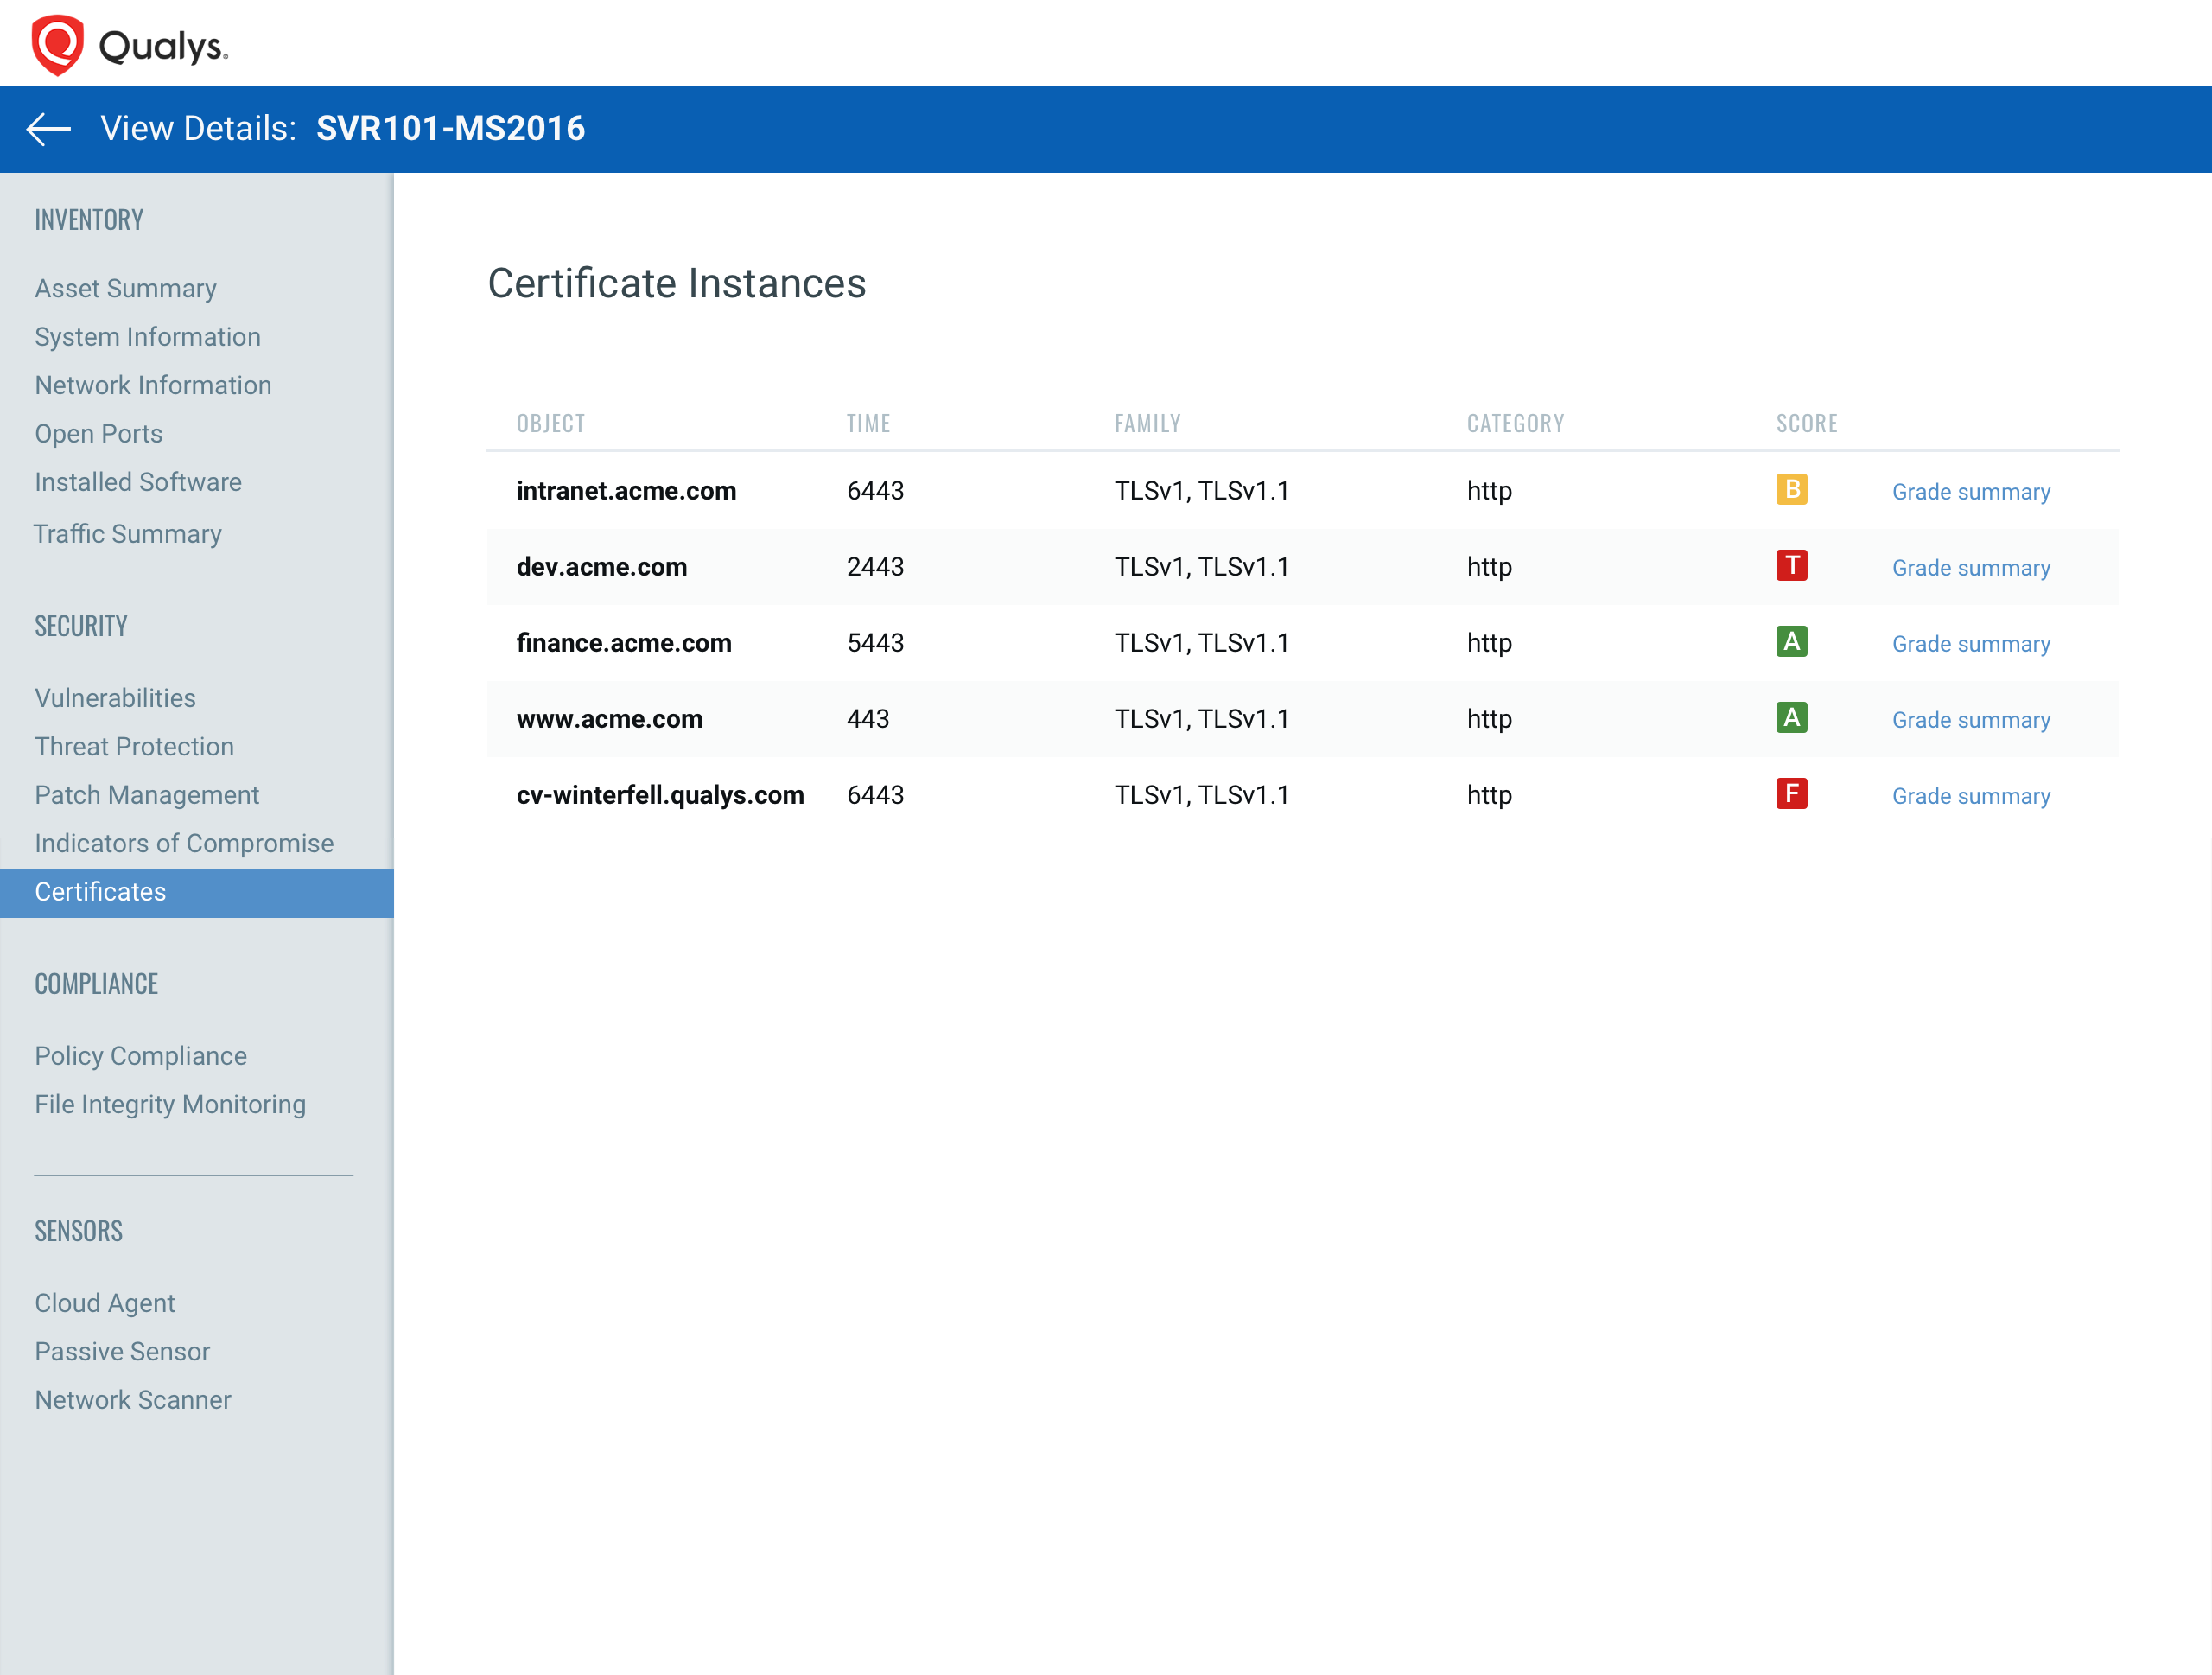 Qualys.
View Details: SVR101-MS2016
INVENTORY
Asset Summary
System Information
Network Information
Open Ports
Installed Software
Traffic Summary
SECURITY
Vulnerabilities
Threat Protection
Patch Management
Indicators of Compromise
Certificates
COMPLIANCE
Policy Compliance
File Integrity Monitoring
SENSORS
Cloud Agent
Passive Sensor
Network Scanner
Certificate Instances
OBJECT TIME FAMILY CATEGORY SCORE
intranet.acme.com 6443 TLSv1, TLSv1.1 http B Grade summary
dev.acme.com 2443 TLSv1, TLSv1.1 http T Grade summary
finance.acme.com 5443 TLSv1, TLSv1.1 http A Grade summary
www.acme.com 443 TLSv1, TLSv1.1 http A Grade summary
cv-winterfell.qualys.com 6443 TLSv1, TLSv1.1 http F Grade summary